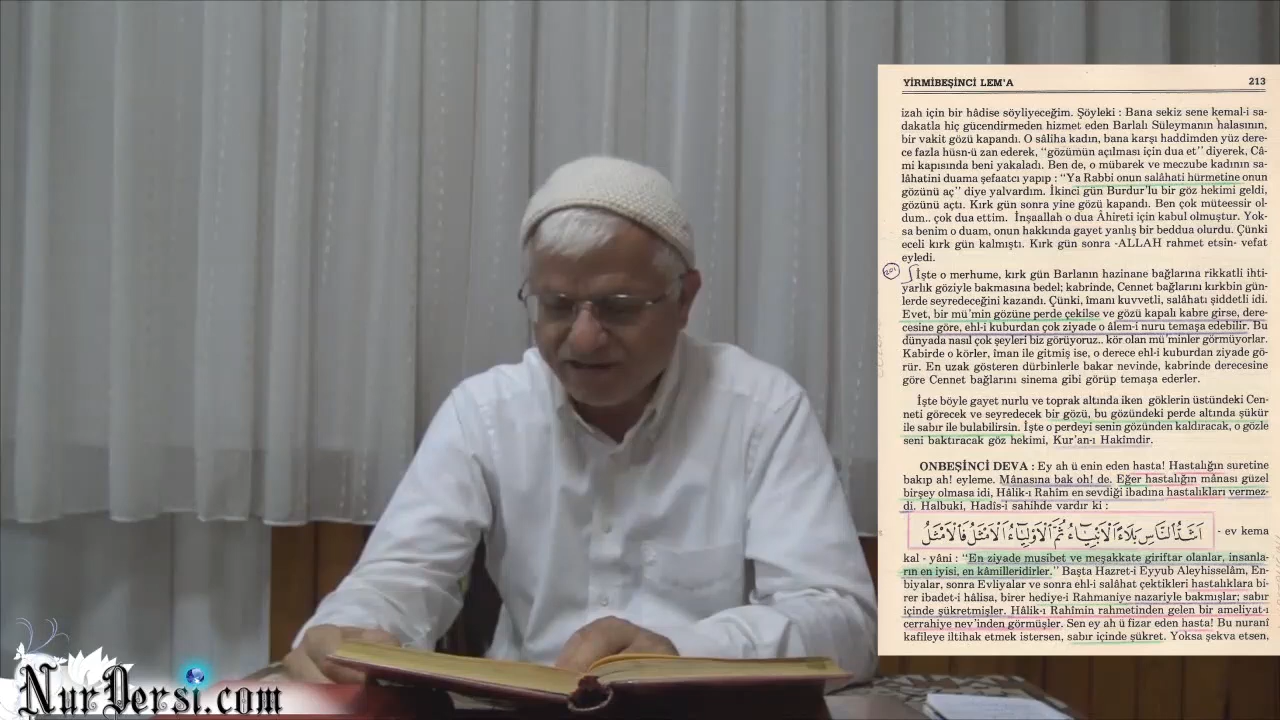 YİRMİBEŞİNCİ LEM'A 213
izah için bir hâdise söyliyeceğim. Şöyleki : Bana sekiz sene kemal-i sa-
dakatla hiç gücendirmeden hizmet eden Barlalı Süleymanın halasının,
bir vakit gözü kapandı. O sâliha kadın, bana karşı haddimden yüz dere-
ce fazla hüsn-ü zan ederek, "gözümün açılması için dua et" diyerek, Câ-
mi kapısında beni yakaladı. Ben de, o mübarek ve meczube kadının sa-
lâhatini duama şefaatcı yapıp : "Ya Rabbi onun salâhati hürmetine onun
gözünü aç" diye yalvardım. İkinci gün Burdur'lu bir göz hekimi geldi,
gözünü açtı. Kırk gün sonra yine gözü kapandı. Ben çok müteessir ol-
dum.. çok dua ettim. İnşaallah o dua Âhireti için kabul olmuştur. Yok-
sa benim o duam, onun hakkında gayet yanlış bir beddua olurdu. Çünki
eceli kırk gün kalmıştı. Kırk gün sonra -ALLAH rahmet etsin- vefat
eyledi.
201 İşte o merhume, kırk gün Barlanın hazinane bağlarına rikkatli ihti-
yarlık göziyle bakmasına bedel; kabrinde, Cennet bağlarını kırkbin gün-
lerde seyredeceğini kazandı. Çünki, îmanı kuvvetli, salâhatı şiddetli idi.
Evet, bir mü'min gözüne perde çekilse ve gözü kapalı kabre girse, dere-
cesine göre, ehl-i kuburdan çok ziyade o âlem-i nuru temaşa edebilir. Bu
dünyada nasıl çok şeyleri biz görüyoruz.. kör olan mü'minler görmüyorlar.
Kabirde o körler, îman ile gitmiş ise, o derece ehl-i kuburdan ziyade gö-
rür. En uzak gösteren dürbinlerle bakar nevinde, kabrinde derecesine
göre Cennet bağlarını sinema gibi görüp temaşa ederler.
İşte böyle gayet nurlu ve toprak altında iken göklerin üstündeki Cen-
neti görecek ve seyredecek bir gözü, bu gözündeki perde altında şükür
ile sabır ile bulabilirsin. İşte o perdeyi senin gözünden kaldıracak, o gözle
seni baktıracak göz hekimi, Kur'an-ı Hakîmdir.
ONBEŞİNCİ DEVA : Ey ah ü enin eden hasta! Hastalığın suretine
bakıp ah! eyleme. Mânasına bak oh! de. Eğer hastalığın mânası güzel
birşey olmasa idi, Hâlik-ı Rahîm en sevdiği ibadına hastalıkları vermez-
di. Halbuki, Hadîs-i sahihde vardır ki :
اَشَدُّ النَّاسِ بَلَاءً اَلْاَنْبِيَاءُ ثُمَّ الْاَوْلِيَاءُ اَلْاَمْثَلُ فَالْاَمْثَلُ - ev kema
kal - yâni : "En ziyade musîbet ve meşakkate giriftar olanlar, insanla-
rın en iyisi, en kâmilleridirler." Başta Hazret-i Eyyub Aleyhisselâm, En-
biyalar, sonra Evliyalar ve sonra ehl-i salâhat çektikleri hastalıklara bi-
rer ibadet-i hâlisa, birer hediye-i Rahmaniye nazariyle bakmışlar; sabır
içinde şükretmişler. Hâlik-ı Rahîmin rahmetinden gelen bir ameliyat-ı
cerrahiye nev'inden görmüşler. Sen ey ah ü fizar eden hasta! Bu nuranî
kafileye iltihak etmek istersen, sabır içinde şükret. Yoksa şekva etsen,
NurDersi.com